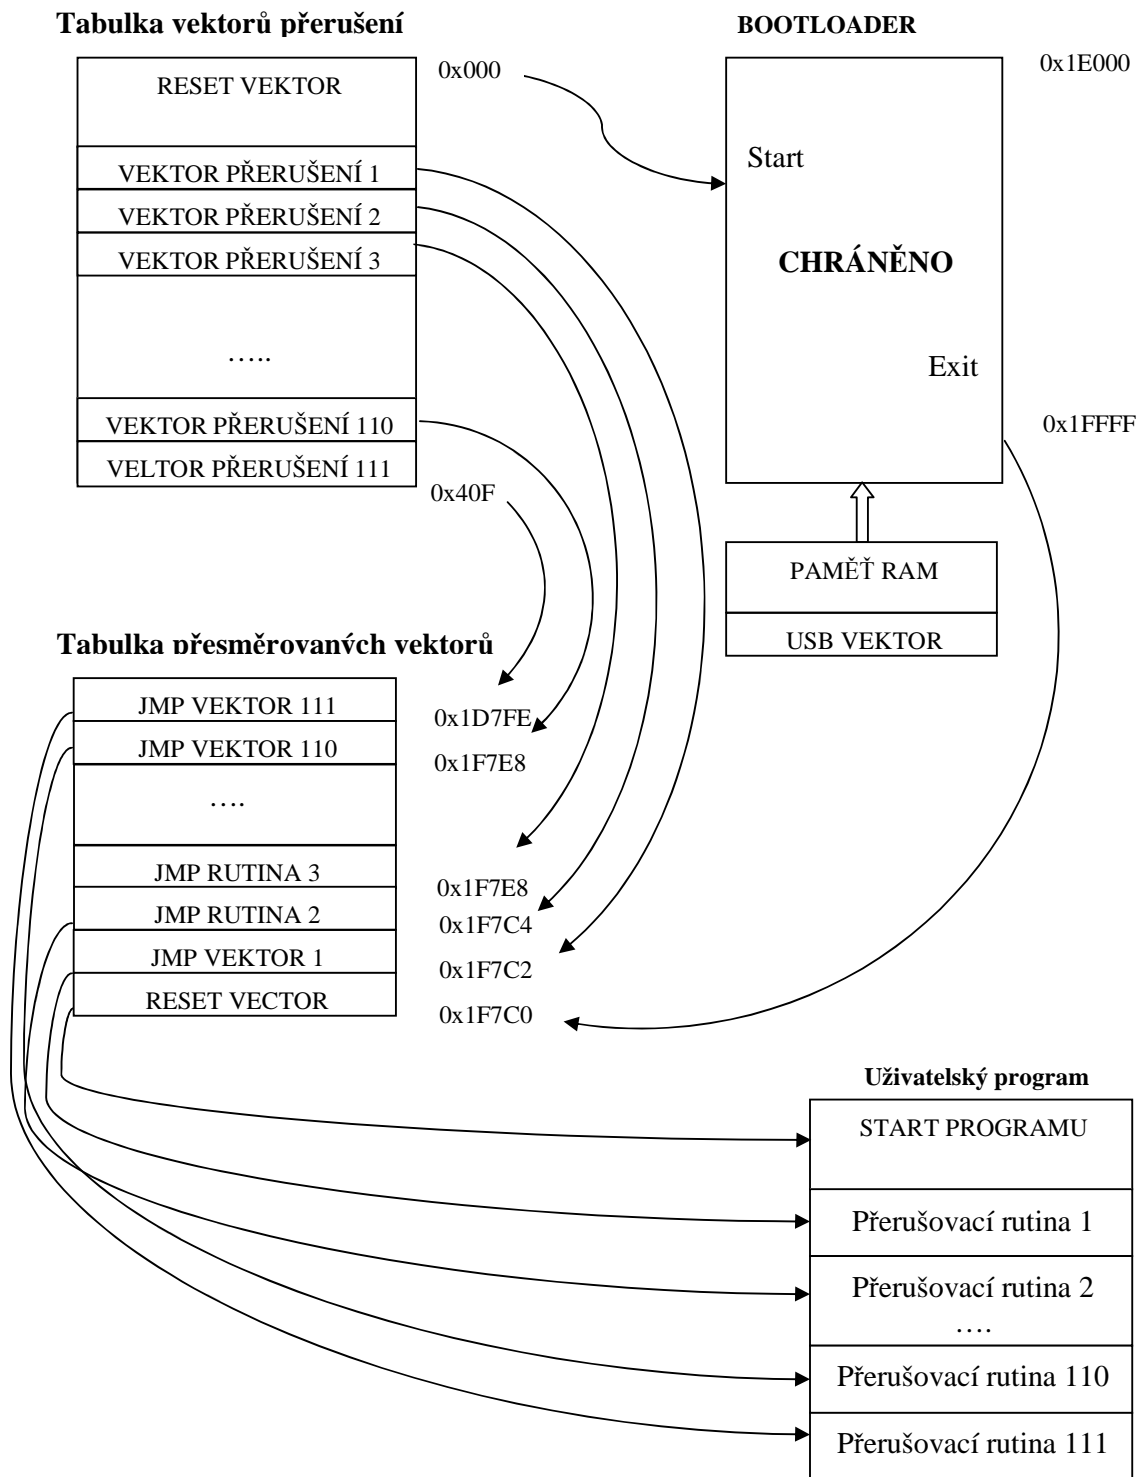 Tabulka vektorů přerušení
RESET VEKTOR
VEKTOR PŘERUŠENÍ 1
VEKTOR PŘERUŠENÍ 2
VEKTOR PŘERUŠENÍ 3
…..
VEKTOR PŘERUŠENÍ 110
VELTOR PŘERUŠENÍ 111
0x000
0x40F
BOOTLOADER
0x1E000
Start
CHRÁNĚNO
Exit
0x1FFFF
PAMĚŤ RAM
USB VEKTOR
Tabulka přesměrovaných vektorů
JMP VEKTOR 111
JMP VEKTOR 110
….
JMP RUTINA 3
JMP RUTINA 2
JMP VEKTOR 1
RESET VECTOR
0x1D7FE
0x1F7E8
0x1F7E8
0x1F7C4
0x1F7C2
0x1F7C0
Uživatelský program
START PROGRAMU
Přerušovací rutina 1
Přerušovací rutina 2
….
Přerušovací rutina 110
Přerušovací rutina 111